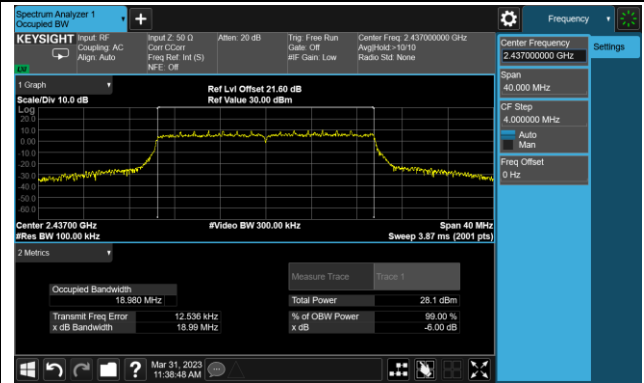 Spectrum Analyzer 1
Occupied BW
Frequency
KEYSIGHT
Input: RF
Coupling: AC
Align: Auto
Input Z: 50 Ω
Corr CCorr
Freq Ref: Int (S)
NFE: Off
Atten: 20 dB
Trig: Free Run
Gate: Off
#IF Gain: Low
Center Freq: 2.437000000 GHz
Avg|Hold:>10/10
Radio Std: None
Center Frequency
2.437000000 GHz
Settings
Span
40.000 MHz
CF Step
4.000000 MHz
Auto
Man
Freq Offset
0 Hz
1 Graph
Scale/Div 10.0 dB
Ref Lvl Offset 21.60 dB
Ref Value 30.00 dBm
Log
20.0
10.0
0.00
-10.0
-20.0
-30.0
-40.0
-50.0
-60.0
Center 2.43700 GHz
#Res BW 100.00 kHz
#Video BW 300.00 kHz
Span 40 MHz
Sweep 3.87 ms (2001 pts)
2 Metrics
Measure Trace
Trace 1
Occupied Bandwidth
18.980 MHz
Total Power
28.1 dBm
Transmit Freq Error
12.536 kHz
% of OBW Power
99.00 %
x dB Bandwidth
18.99 MHz
x dB
-6.00 dB
?
Mar 31, 2023
11:38:48 AM